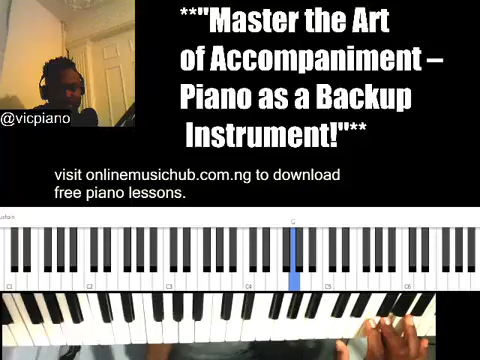 **"Master the Art
of Accompaniment –
Piano as a Backup
Instrument!"**
@vicpiano
visit onlinemusichub.com.ng to download
free piano lessons.
ustain
G
C1 C2 C3 C4 C5 C6